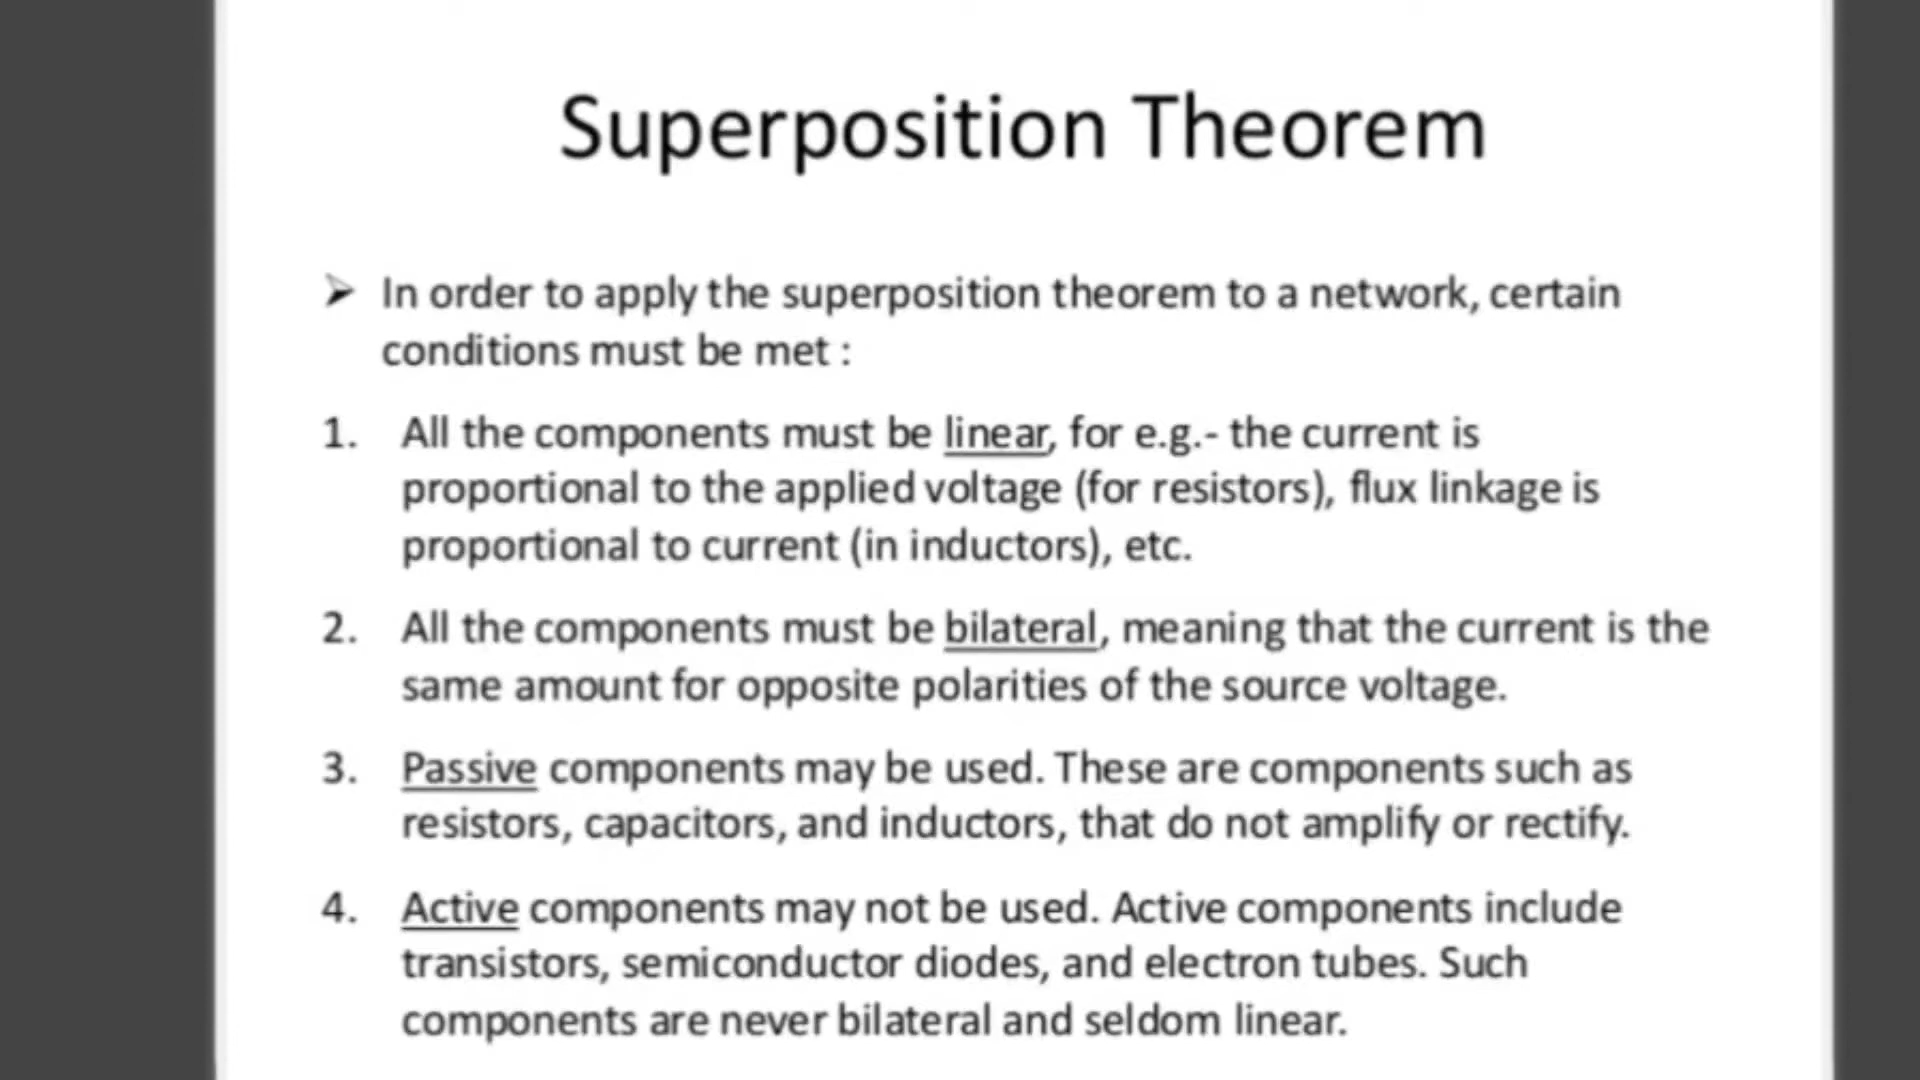 Superposition Theorem
➢ In order to apply the superposition theorem to a network, certain
conditions must be met :
1. All the components must be linear, for e.g.- the current is
proportional to the applied voltage (for resistors), flux linkage is
proportional to current (in inductors), etc.
2. All the components must be bilateral, meaning that the current is the
same amount for opposite polarities of the source voltage.
3. Passive components may be used. These are components such as
resistors, capacitors, and inductors, that do not amplify or rectify.
4. Active components may not be used. Active components include
transistors, semiconductor diodes, and electron tubes. Such
components are never bilateral and seldom linear.